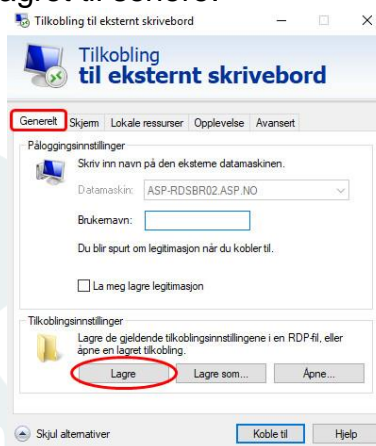 agret til senere.
Tilkobling til eksternt skrivebord
Tilkobling
til eksternt skrivebord
Generelt Skjerm Lokale ressurser Opplevelse Avansert
Påloggingsinnstillinger
Skriv inn navn på den eksterne datamaskinen.
Datamaskin: ASP-RDSBR02.ASP.NO
Brukernavn:
Du blir spurt om legitimasjon når du kobler til.
La meg lagre legitimasjon
Tilkoblingsinnstillinger
Lagre de gjeldende tilkoblingsinnstillingene i en RDP-fil, eller
åpne en lagret tilkobling.
Lagre Lagre som... Åpne...
Skjul alternativer Koble til Hjelp